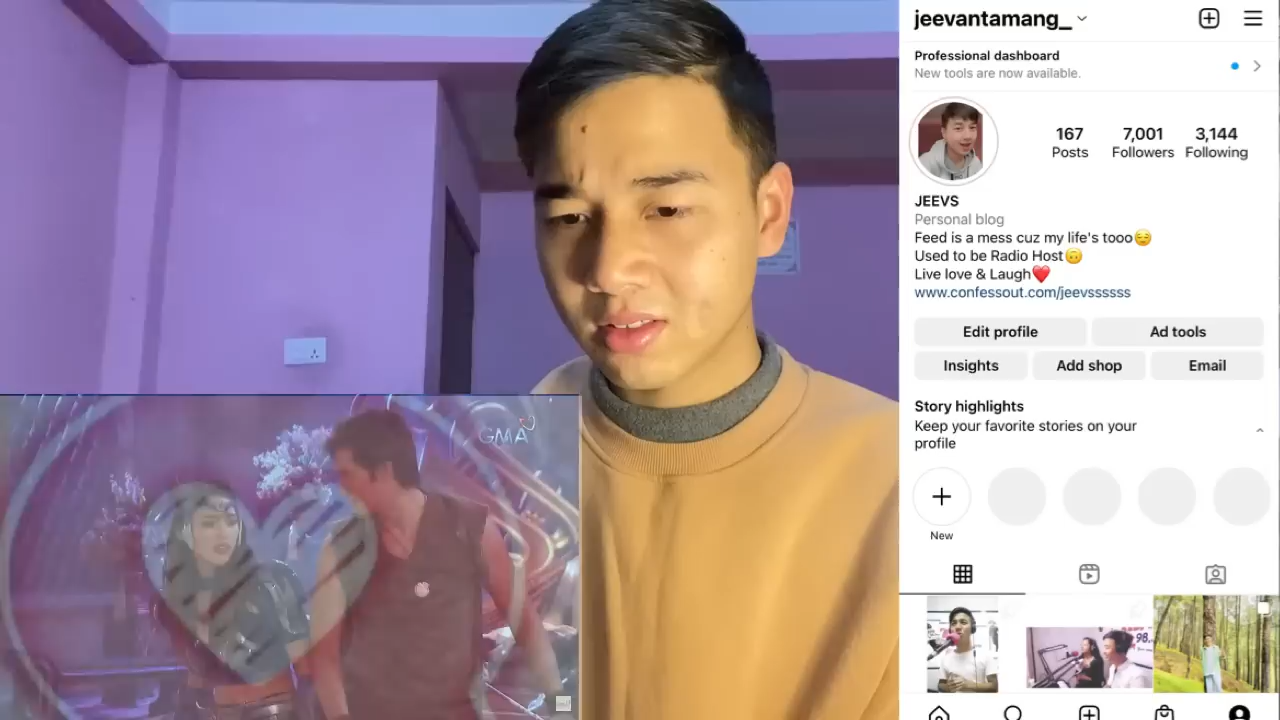 GMA
jeevantamang_
Professional dashboard
New tools are now available.
167
7,001
3,144
Posts
Followers
Following
JEEVS
Personal blog
Feed is a mess cuz my life's tooo😌
Used to be Radio Host🙃
Live love & Laugh❤️
www.confessout.com/jeevssssss
Edit profile
Ad tools
Insights
Add shop
Email
Story highlights
Keep your favorite stories on your
profile
New
98.